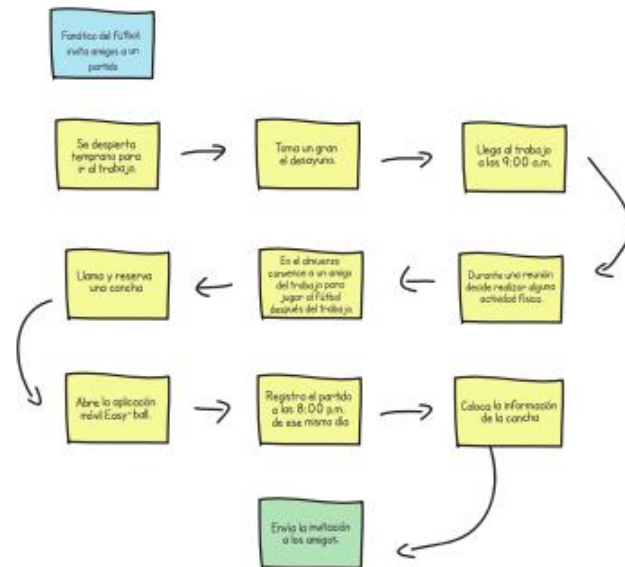 Fanático del fútbol
invita amigos a un
partido
Se despierta
temprano para
ir al trabajo.
Toma un gran
el desayuno.
Llega al trabajo
a las 9:00 a.m.
Durante una reunión
decide realizar alguna
actividad física.
En el almuerzo
convence a un amigo
del trabajo para
jugar al fútbol
después del trabajo.
Llama y reserva
una cancha
Abre la aplicación
móvil Easy-ball.
Registra el partido
a las 8:00 p.m.
de ese mismo día
Coloca la información
de la cancha
Envía la invitación
a los amigos.